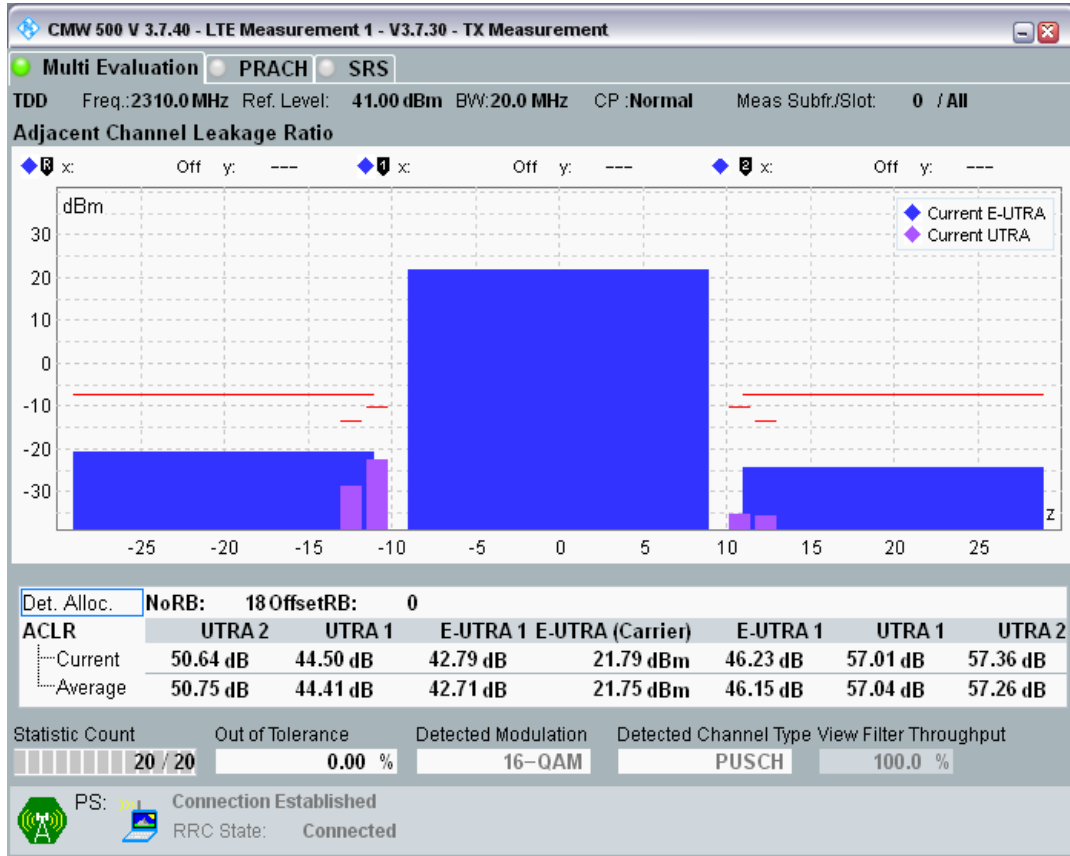 CMW 500 V 3.7.40 - LTE Measurement 1 - V3.7.30 - TX Measurement
Multi Evaluation PRACH SRS
TDD Freq.:2310.0 MHz Ref. Level: 41.00 dBm BW:20.0 MHz CP :Normal Meas Subfr./Slot: 0 / All
Adjacent Channel Leakage Ratio
R x: Off y: --- 1 x: Off y: --- 2 x: Off y: ---
dBm
Current E-UTRA
Current UTRA
30
20
10
0
-10
-20
-30
z
-25 -20 -15 -10 -5 0 5 10 15 20 25
Det. Alloc. NoRB: 18 OffsetRB: 0
ACLR UTRA 2 UTRA 1 E-UTRA 1 E-UTRA (Carrier) E-UTRA 1 UTRA 1 UTRA 2
Current 50.64 dB 44.50 dB 42.79 dB 21.79 dBm 46.23 dB 57.01 dB 57.36 dB
Average 50.75 dB 44.41 dB 42.71 dB 21.75 dBm 46.15 dB 57.04 dB 57.26 dB
Statistic Count Out of Tolerance Detected Modulation Detected Channel Type View Filter Throughput
20 / 20 0.00 % 16-QAM PUSCH 100.0 %
PS: Connection Established
RRC State: Connected